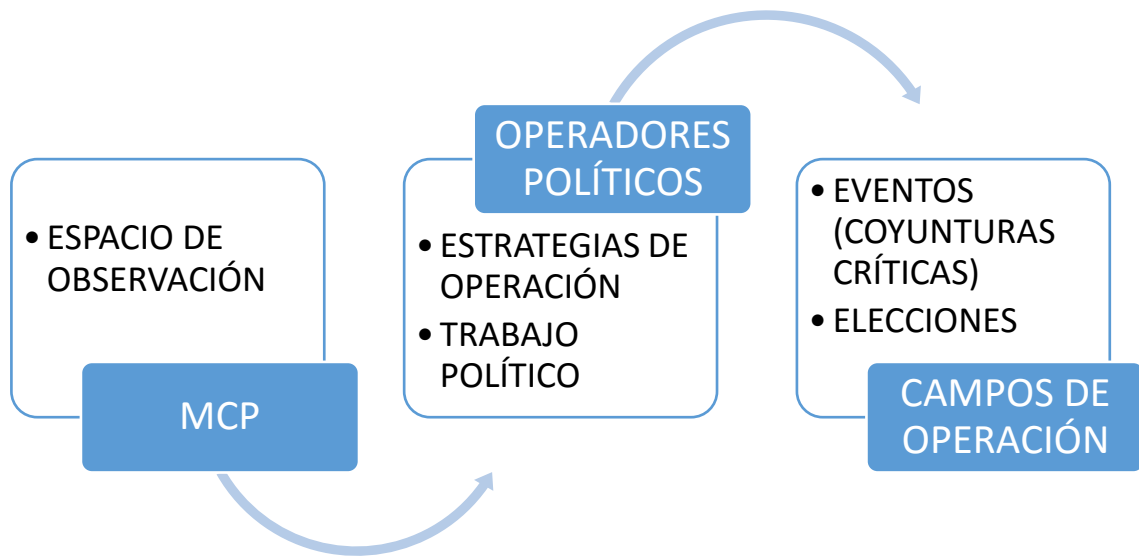 • ESPACIO DE
OBSERVACIÓN
MCP
OPERADORES
POLÍTICOS
• ESTRATEGIAS DE
OPERACIÓN
• TRABAJO
POLÍTICO
• EVENTOS
(COYUNTURAS
CRÍTICAS)
• ELECCIONES
CAMPOS DE
OPERACIÓN